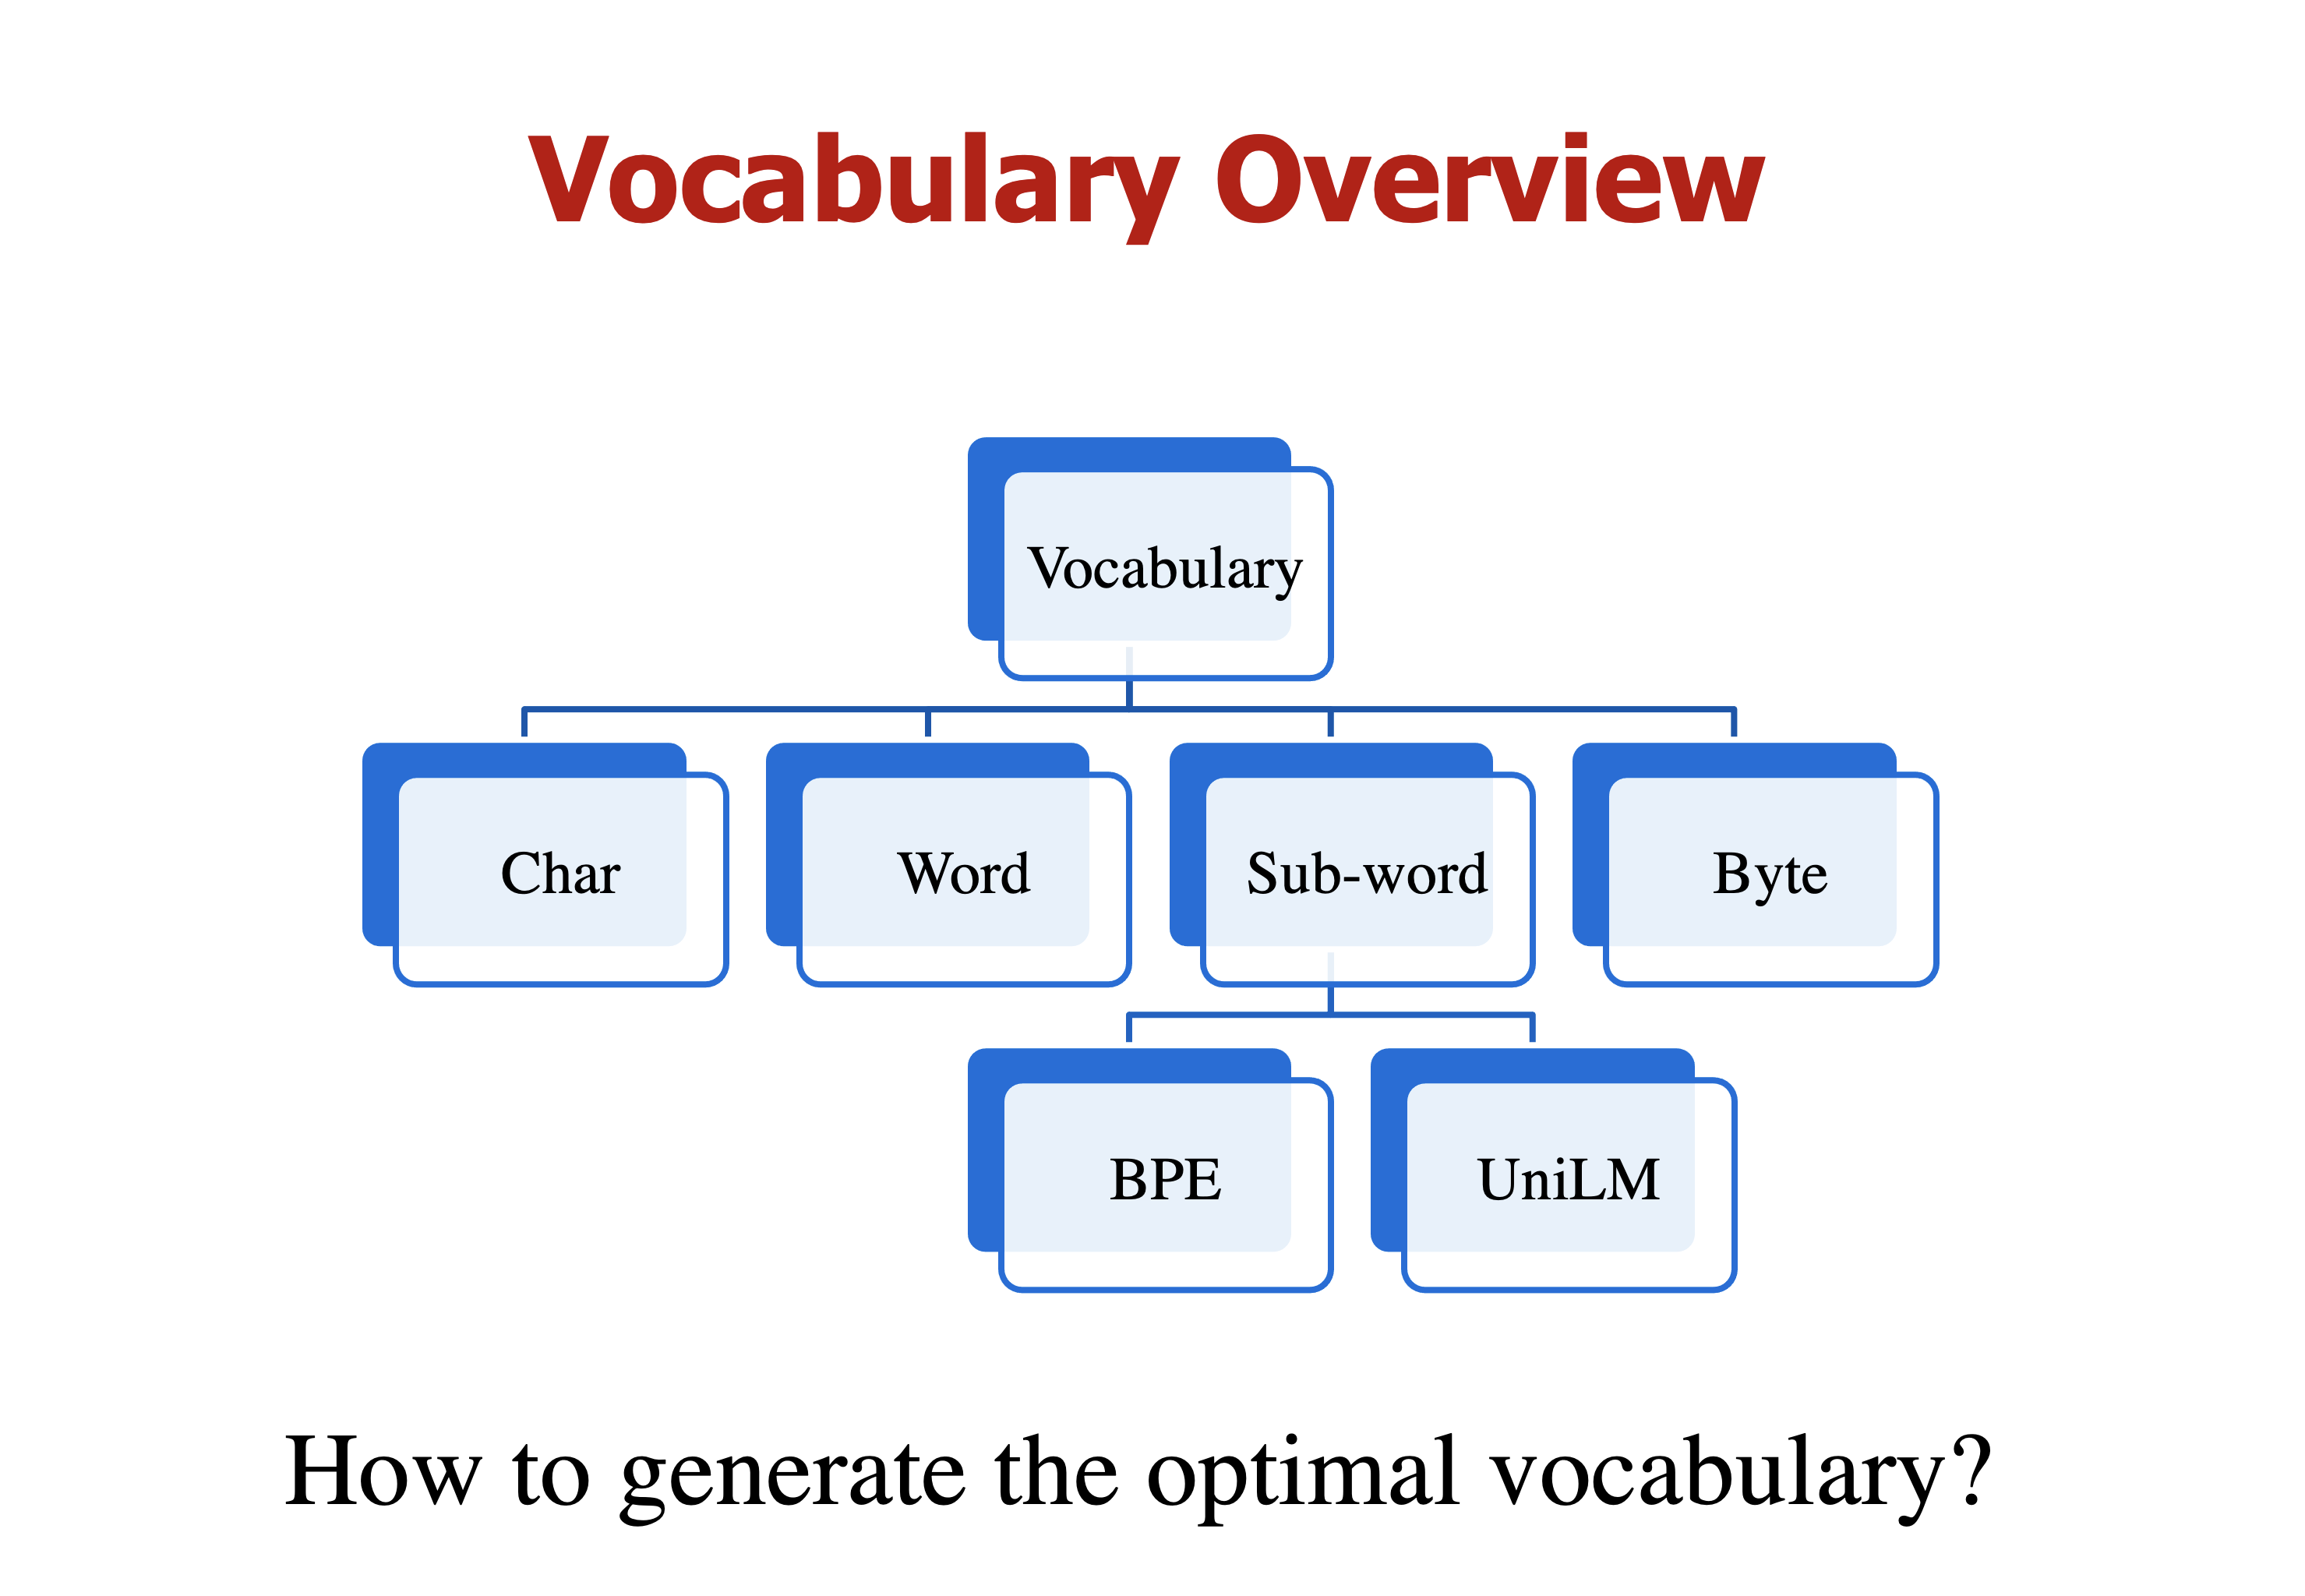 Vocabulary Overview
Vocabulary
Char
Word
Sub-word
Byte
BPE
UniLM
How to generate the optimal vocabulary?